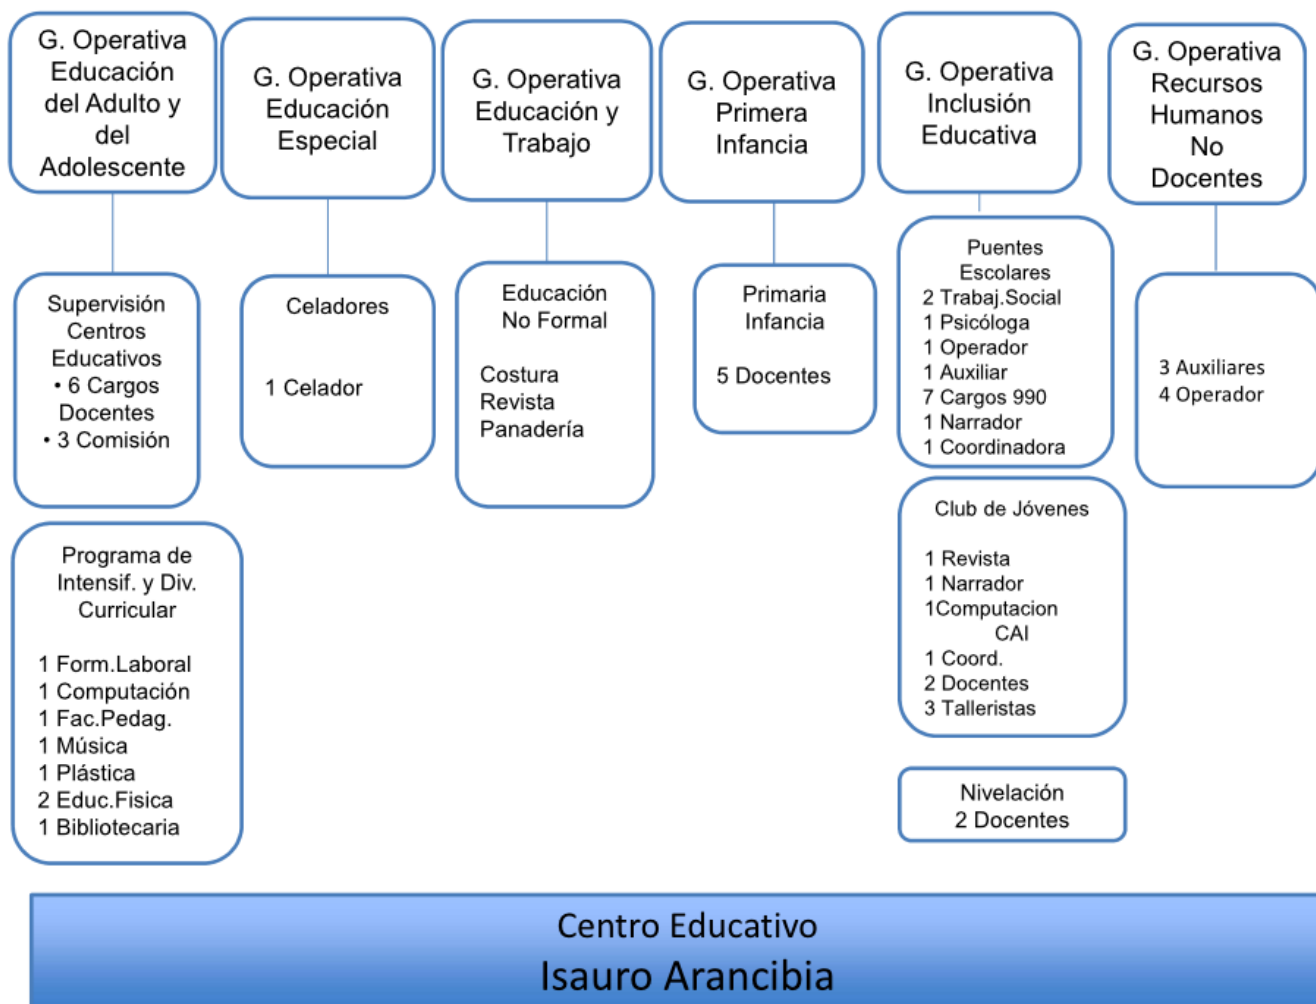 G. Operativa
Educación
del Adulto y
del
Adolescente
G. Operativa
Educación
Especial
G. Operativa
Educación y
Trabajo
G. Operativa
Primera
Infancia
G. Operativa
Inclusión
Educativa
G. Operativa
Recursos
Humanos
No
Docentes
Supervisión
Centros
Educativos
• 6 Cargos
Docentes
• 3 Comisión
Celadores
1 Celador
Educación
No Formal
Costura
Revista
Panadería
Primaria
Infancia
5 Docentes
Puentes
Escolares
2 Trabaj.Social
1 Psicóloga
1 Operador
1 Auxiliar
7 Cargos 990
1 Narrador
1 Coordinadora
3 Auxiliares
4 Operador
Programa de
Intensif. y Div.
Curricular
1 Form.Laboral
1 Computación
1 Fac.Pedag.
1 Música
1 Plástica
2 Educ.Fisica
1 Bibliotecaria
Club de Jóvenes
1 Revista
1 Narrador
1Computacion
CAI
1 Coord.
2 Docentes
3 Talleristas
Nivelación
2 Docentes
Centro Educativo
Isauro Arancibia